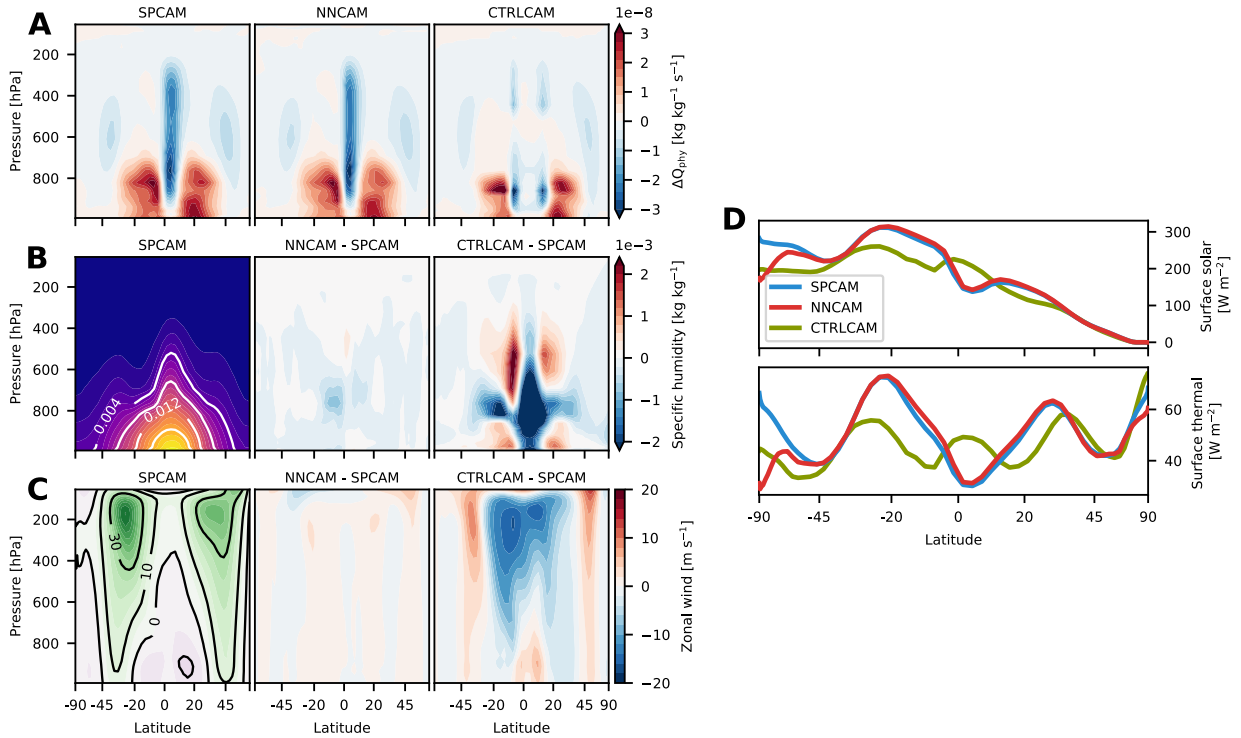 A
SPCAM
NNCAM
CTRLCAM
1e−8
Pressure [hPa]
200
400
600
800
3
2
1
0
−1
−2
−3
ΔQphy [kg kg⁻¹ s⁻¹]
B
SPCAM
NNCAM - SPCAM
CTRLCAM - SPCAM
1e−3
Pressure [hPa]
200
400
600
800
0.004
0.012
2
1
0
−1
−2
Specific humidity [kg kg⁻¹]
C
SPCAM
NNCAM - SPCAM
CTRLCAM - SPCAM
Pressure [hPa]
200
400
600
800
30
10
0
20
10
0
−10
−20
Zonal wind [m s⁻¹]
-90 -45 -20 0 20 45
-45 -20 0 20 45
-45 -20 0 20 45 90
Latitude
Latitude
Latitude
D
SPCAM
NNCAM
CTRLCAM
300
200
100
0
Surface solar
[W m⁻²]
60
40
Surface thermal
[W m⁻²]
-90 -45 -20 0 20 45 90
Latitude